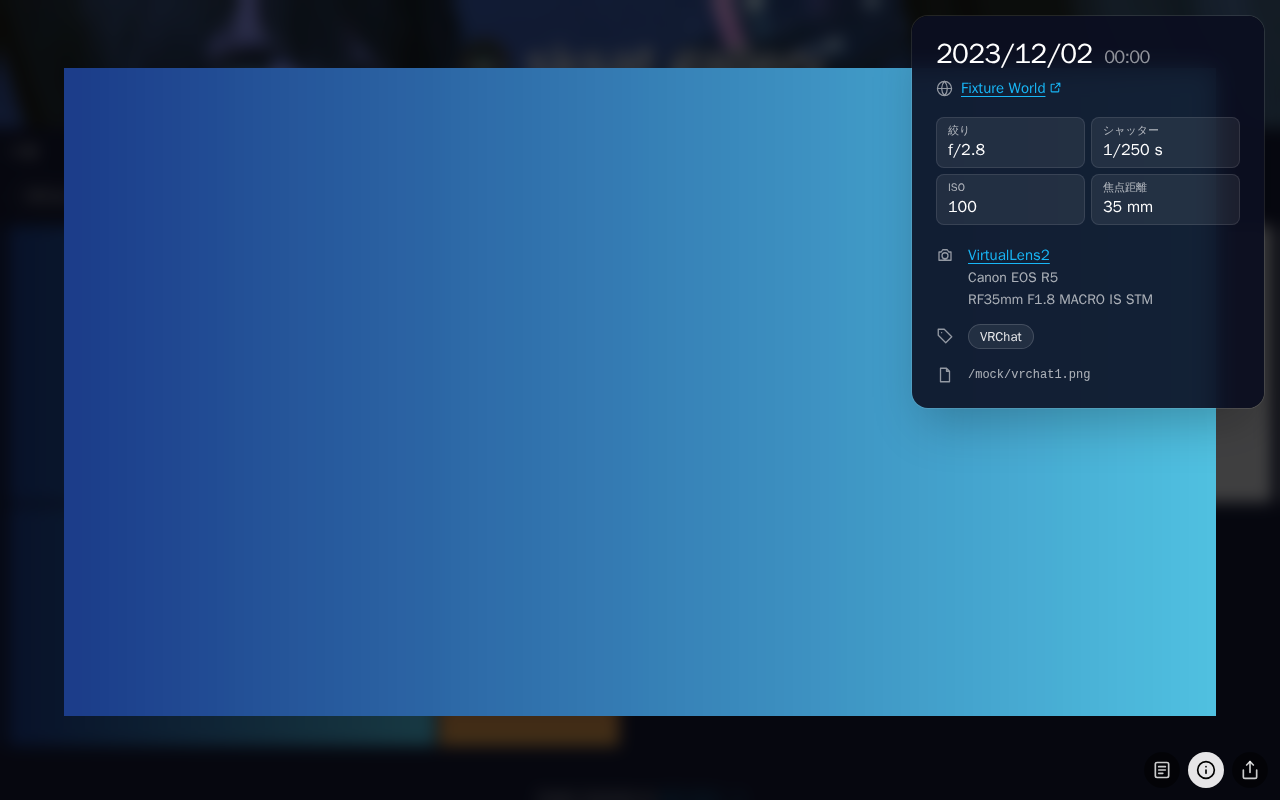 2023/12/02 00:00
Fixture World
絞り
f/2.8
シャッター
1/250 s
ISO
100
焦点距離
35 mm
VirtualLens2
Canon EOS R5
RF35mm F1.8 MACRO IS STM
VRChat
/mock/vrchat1.png